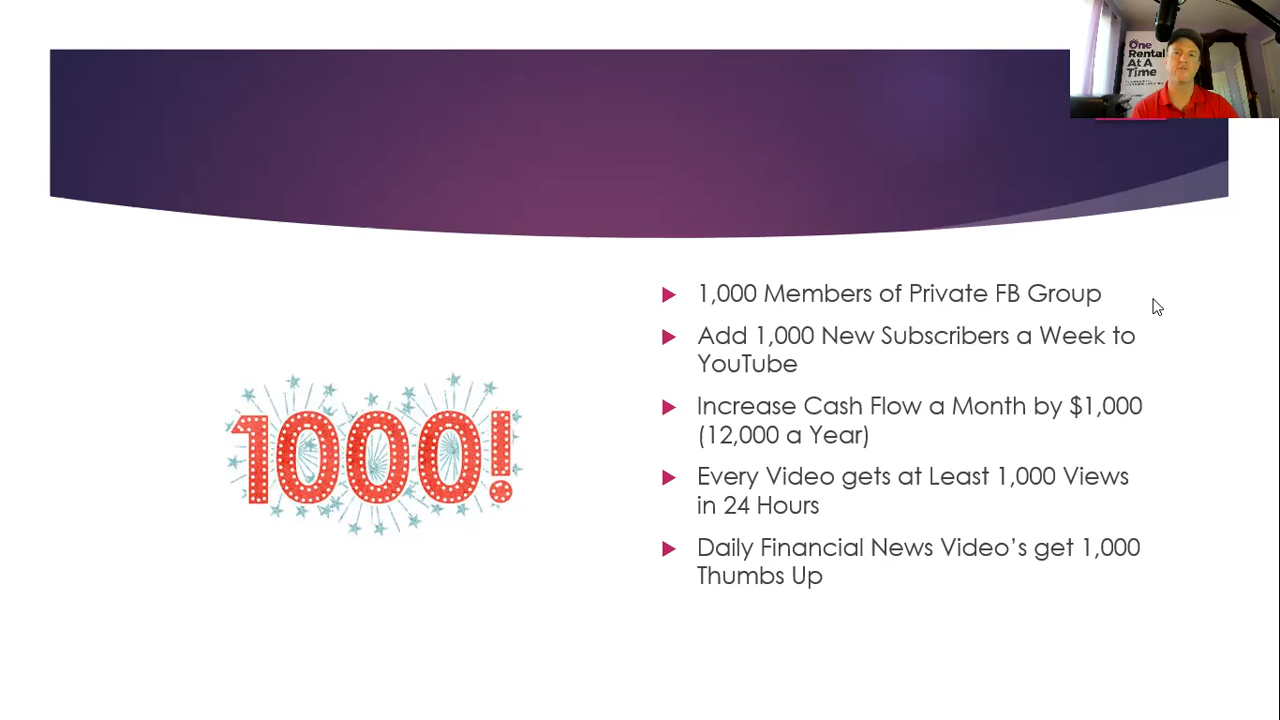 One
Rental
At A
Time
1,000 Members of Private FB Group
Add 1,000 New Subscribers a Week to
YouTube
Increase Cash Flow a Month by $1,000
(12,000 a Year)
1000!
Every Video gets at Least 1,000 Views
in 24 Hours
Daily Financial News Video’s get 1,000
Thumbs Up